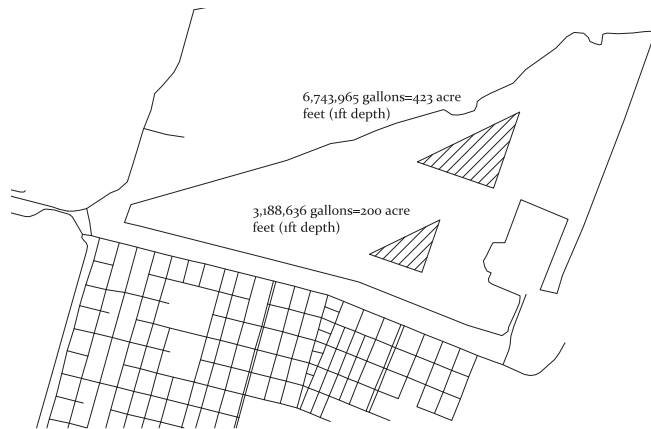 6,743,965 gallons=423 acre
feet (1ft depth)
3,188,636 gallons=200 acre
feet (1ft depth)